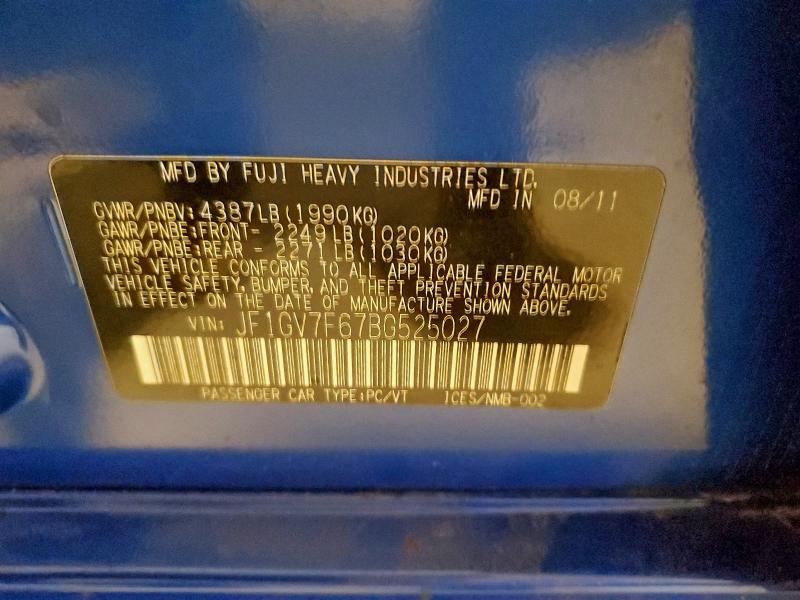 MFD BY FUJI HEAVY INDUSTRIES LTD.
MFD IN 08/11
GVWR/PNBV: 4387LB(1990KG)
GAWR/PNBE:FRONT- 2249LB(1020KG)
GAWR/PNBE:REAR - 2271LB(1030KG)
THIS VEHICLE CONFORMS TO ALL APPLICABLE FEDERAL MOTOR
VEHICLE SAFETY, BUMPER, AND THEFT PREVENTION STANDARDS
IN EFFECT ON THE DATE OF MANUFACTURE SHOWN ABOVE.
VIN: JF1GV7F67BG525027
PASSENGER CAR TYPE:PC/VT ICES/NMB-002